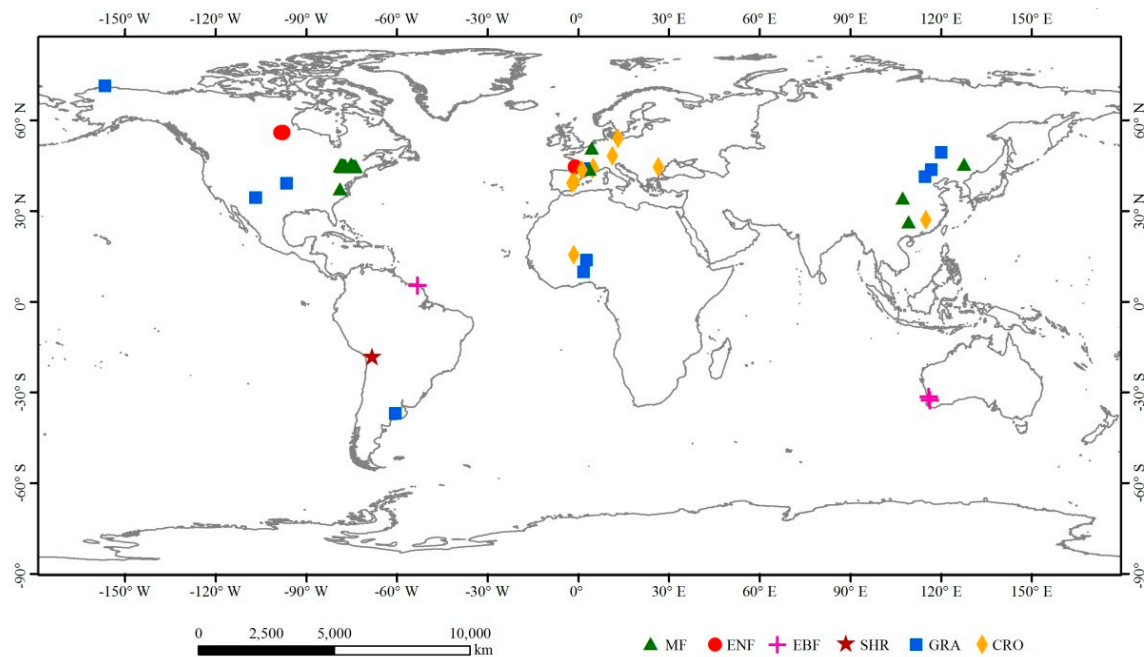 -150° W -120° W -90° W -60° W -30° W 0° 30° E 60° E 90° E 120° E 150° E
60° N 60° N
30° N 30° N
0° 0°
-30° S -30° S
-60° S -60° S
-90° -90°
-150° W -120° W -90° W -60° W -30° W 0° 30° E 60° E 90° E 120° E 150° E
0 2,500 5,000 10,000
km
MF ENF EBF SHR GRA CRO